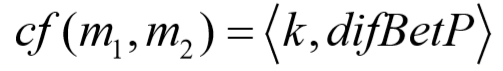 cf(m₁, m₂) = ⟨k, difBetP⟩